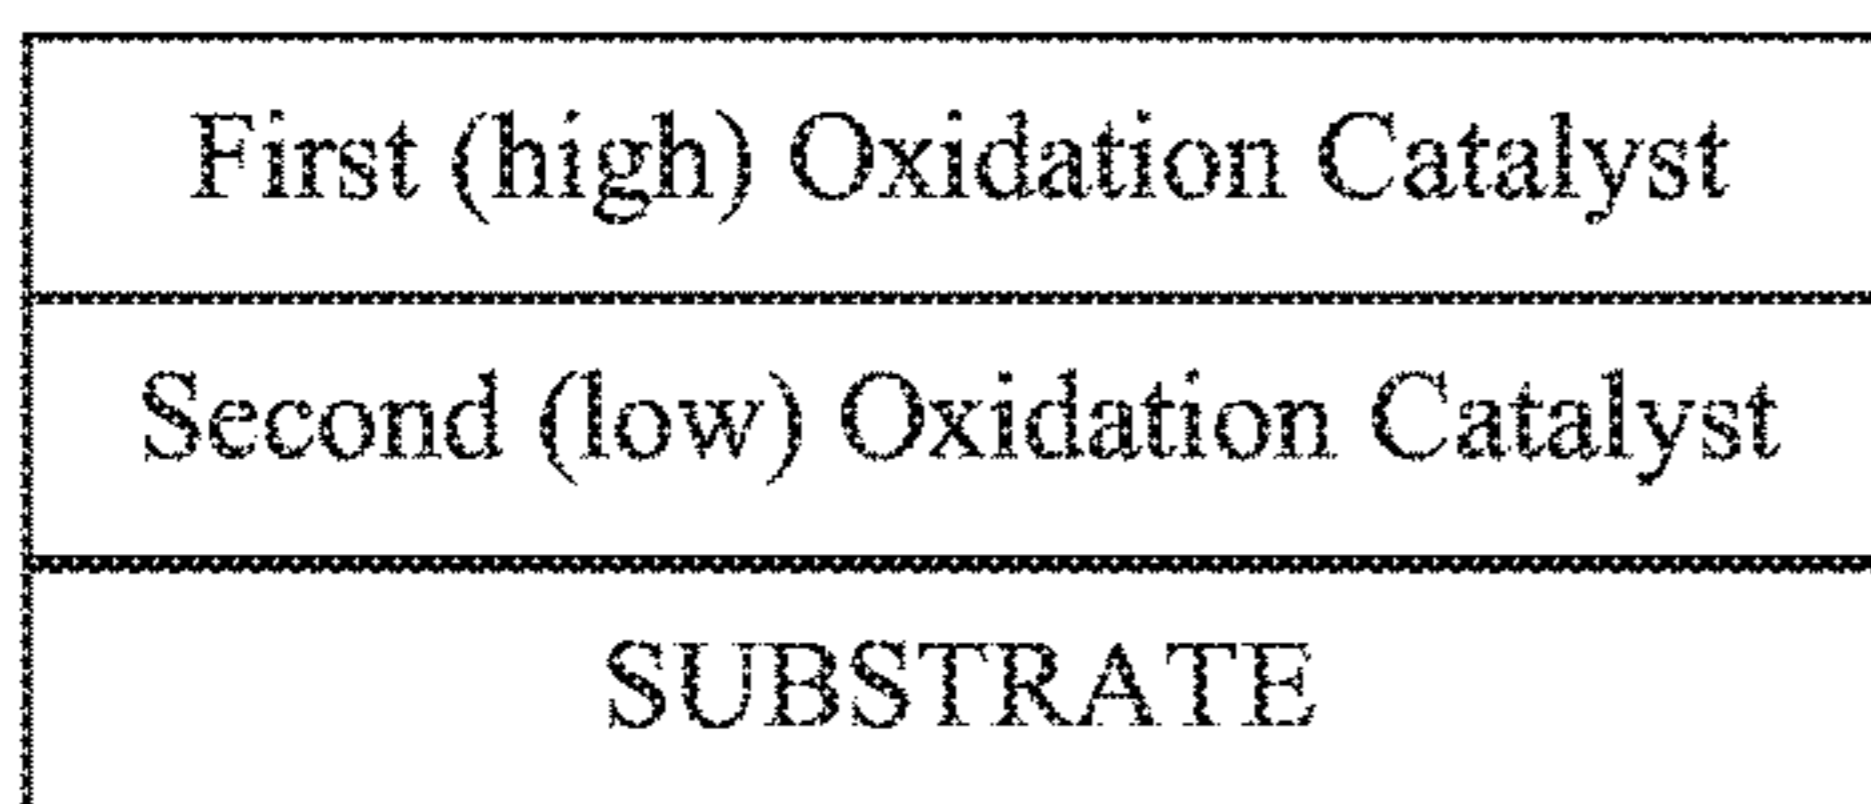 First (high) Oxidation Catalyst
Second (low) Oxidation Catalyst
SUBSTRATE